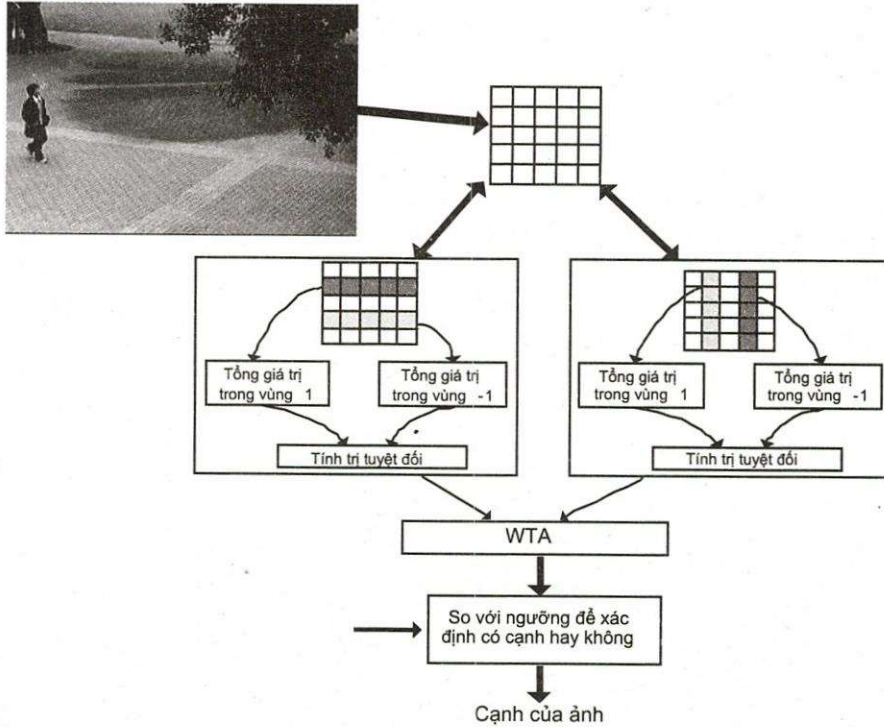 Tổng giá trị
trong vùng 1
Tổng giá trị
trong vùng -1
Tính trị tuyệt đối
Tổng giá trị
trong vùng 1
Tổng giá trị
trong vùng -1
Tính trị tuyệt đối
WTA
So với ngưỡng để xác
định có cạnh hay không
Cạnh của ảnh